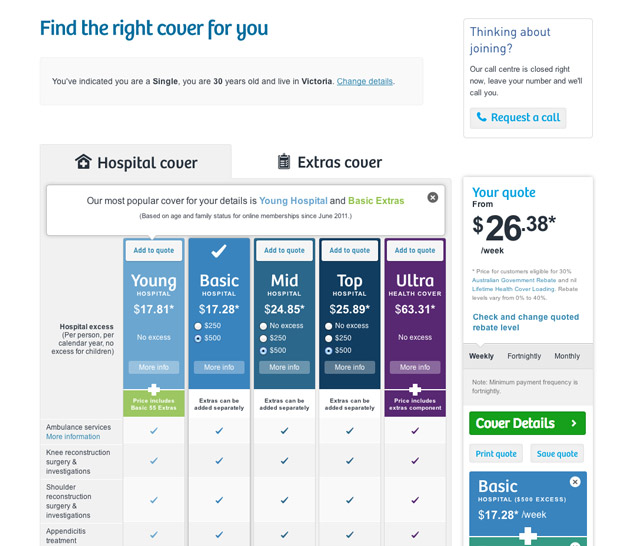 Find the right cover for you
You've indicated you are a Single, you are 30 years old and live in Victoria. Change details.
Thinking about
joining?
Our call centre is closed right
now, leave your number and we'll
call you.
Request a call
Hospital cover
Extras cover
Our most popular cover for your details is Young Hospital and Basic Extras
(Based on age and family status for online memberships since June 2011.)
Add to quote
Young
HOSPITAL
$17.81*
No excess
More info
Price includes
Basic 55 Extras
Basic
HOSPITAL
$17.28*
$250
$500
More info
Extras can be
added separately
Add to quote
Mid
HOSPITAL
$24.85*
No excess
$250
$500
More info
Extras can be
added separately
Add to quote
Top
HOSPITAL
$25.89*
No excess
$250
$500
More info
Extras can be
added separately
Add to quote
Ultra
HEALTH COVER
$63.31*
No excess
More info
Price includes
extras component
Hospital excess
(Per person, per
calendar year, no
excess for children)
Ambulance services
More information
Knee reconstruction
surgery &
investigations
Shoulder
reconstruction
surgery &
investigations
Appendicitis
treatment
Your quote
From
$26.38*
/week
* Price for customers eligible for 30%
Australian Government Rebate and nil
Lifetime Health Cover Loading. Rebate
levels vary from 0% to 40%.
Check and change quoted
rebate level
Weekly Fortnightly Monthly
Note: Minimum payment frequency is
fortnightly.
Cover Details
Print quote
Save quote
Basic
HOSPITAL ($500 EXCESS)
$17.28* /week